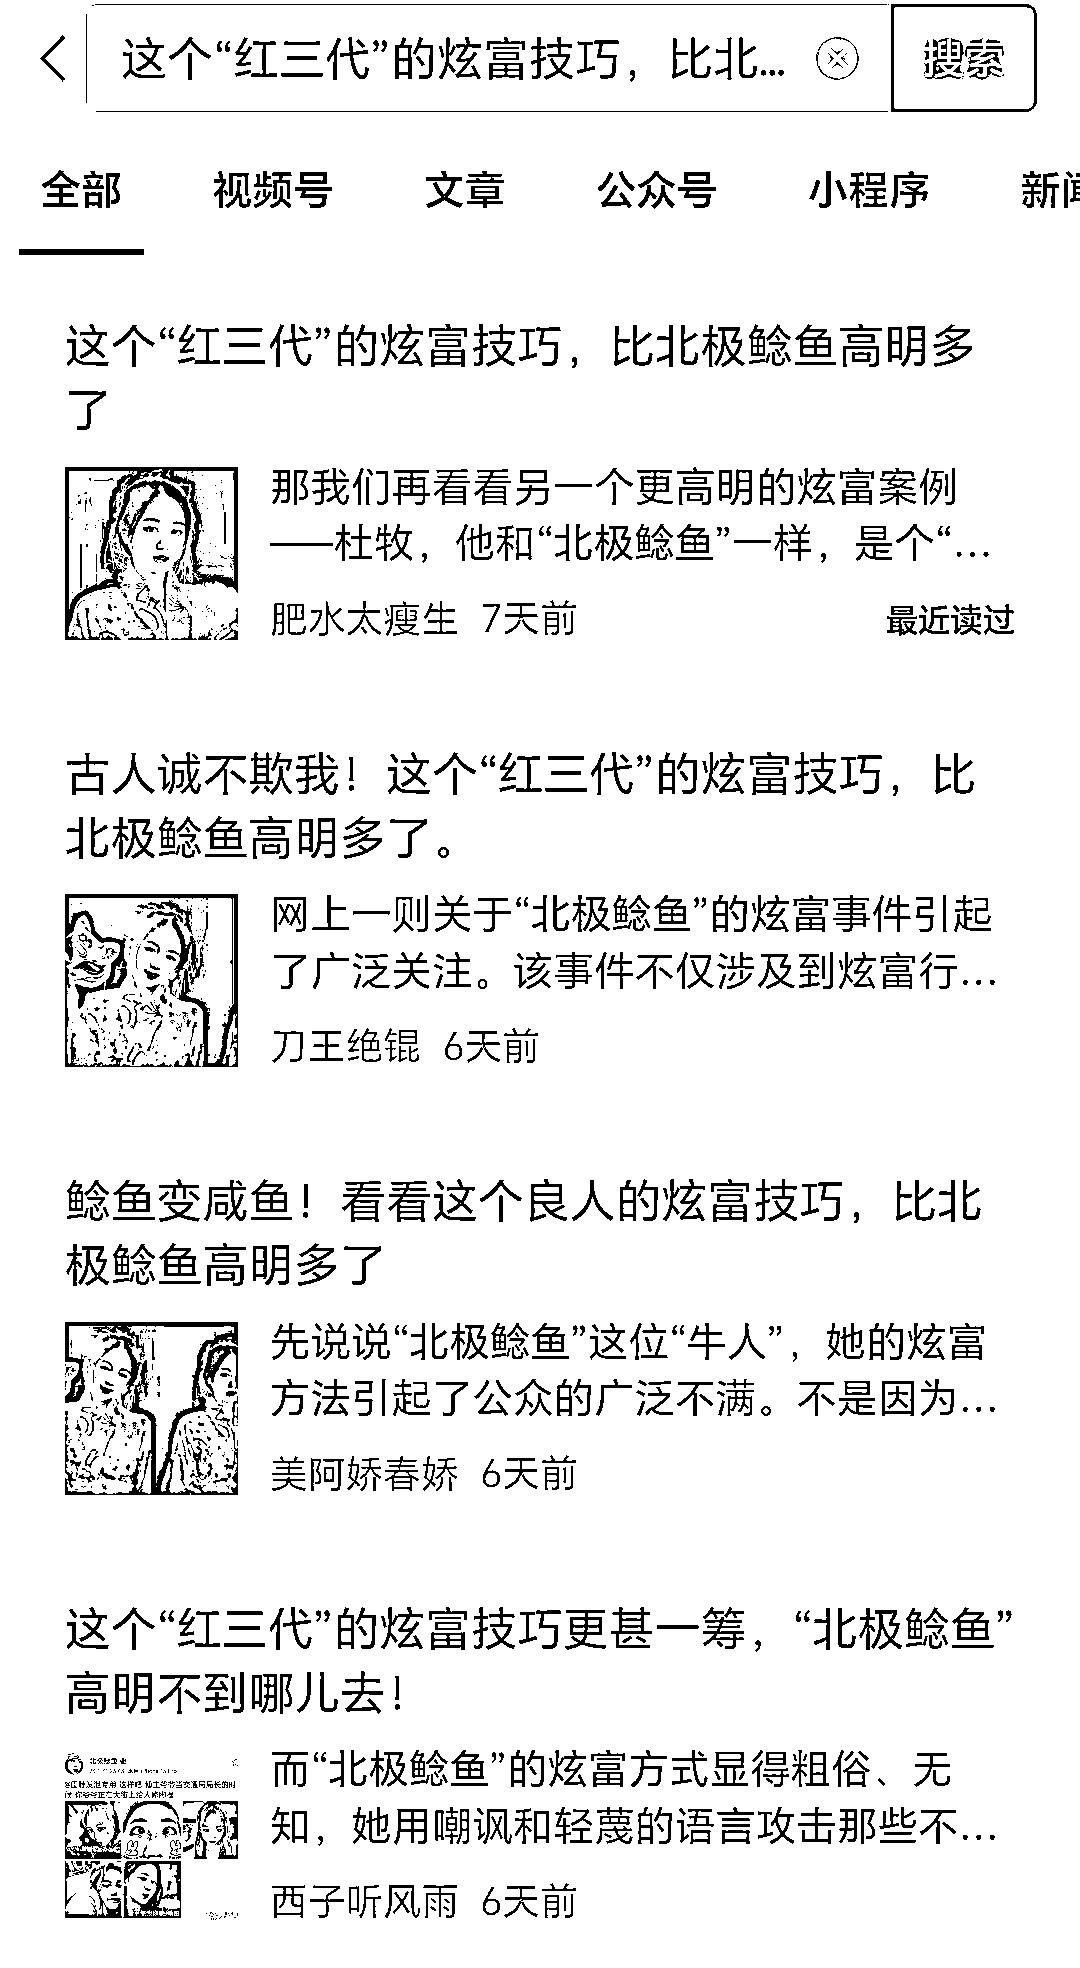 这个“红三代”的炫富技巧，比北...
搜索
全部 视频号 文章 公众号 小程序 新闻
这个“红三代”的炫富技巧，比北极鲶鱼高明多
了
那我们再看看另一个更高明的炫富案例
——杜牧，他和“北极鲶鱼”一样，是个“...
肥水太瘦生 7天前 最近读过
古人诚不欺我！这个“红三代”的炫富技巧，比
北极鲶鱼高明多了。
网上一则关于“北极鲶鱼”的炫富事件引起
了广泛关注。该事件不仅涉及到炫富行...
刀王绝锟 6天前
鲶鱼变咸鱼！看看这个良人的炫富技巧，比北
极鲶鱼高明多了
先说说“北极鲶鱼”这位“牛人”，她的炫富
方法引起了公众的广泛不满。不是因为...
美阿娇春娇 6天前
这个“红三代”的炫富技巧更甚一筹，“北极鲶鱼”
高明不到哪儿去！
而“北极鲶鱼”的炫富方式显得粗俗、无
知，她用嘲讽和轻蔑的语言攻击那些不...
西子听风雨 6天前